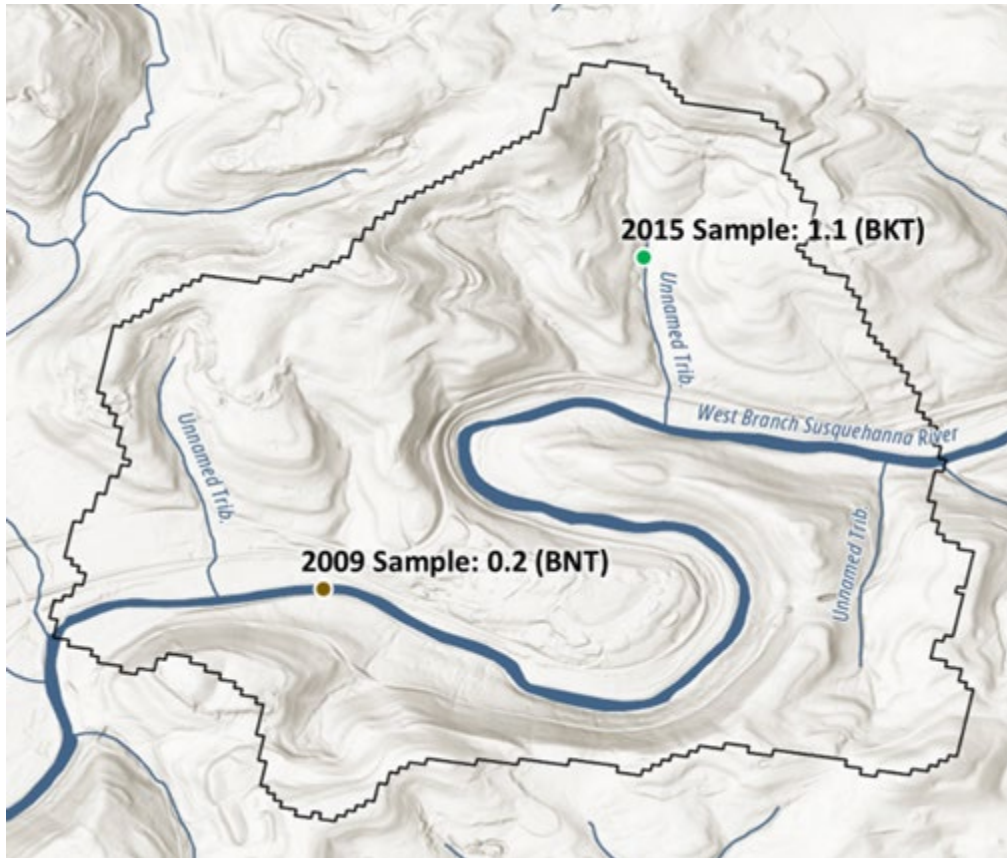 2015 Sample: 1.1 (BKT)
Unnamed Trib.
West Branch Susquehanna River
Unnamed Trib.
Unnamed Trib.
2009 Sample: 0.2 (BNT)